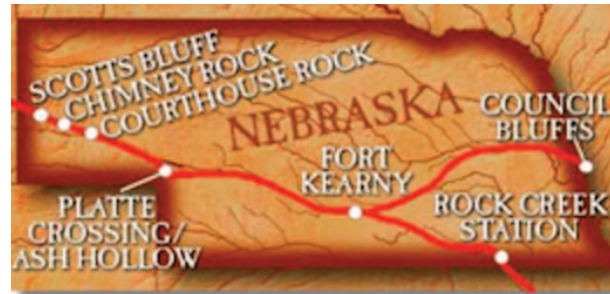 SCOTTS BLUFF
CHIMNEY ROCK
COURTHOUSE ROCK
NEBRASKA
COUNCIL
BLUFFS
FORT
KEARNY
PLATTE
CROSSING/
ASH HOLLOW
ROCK CREEK
STATION